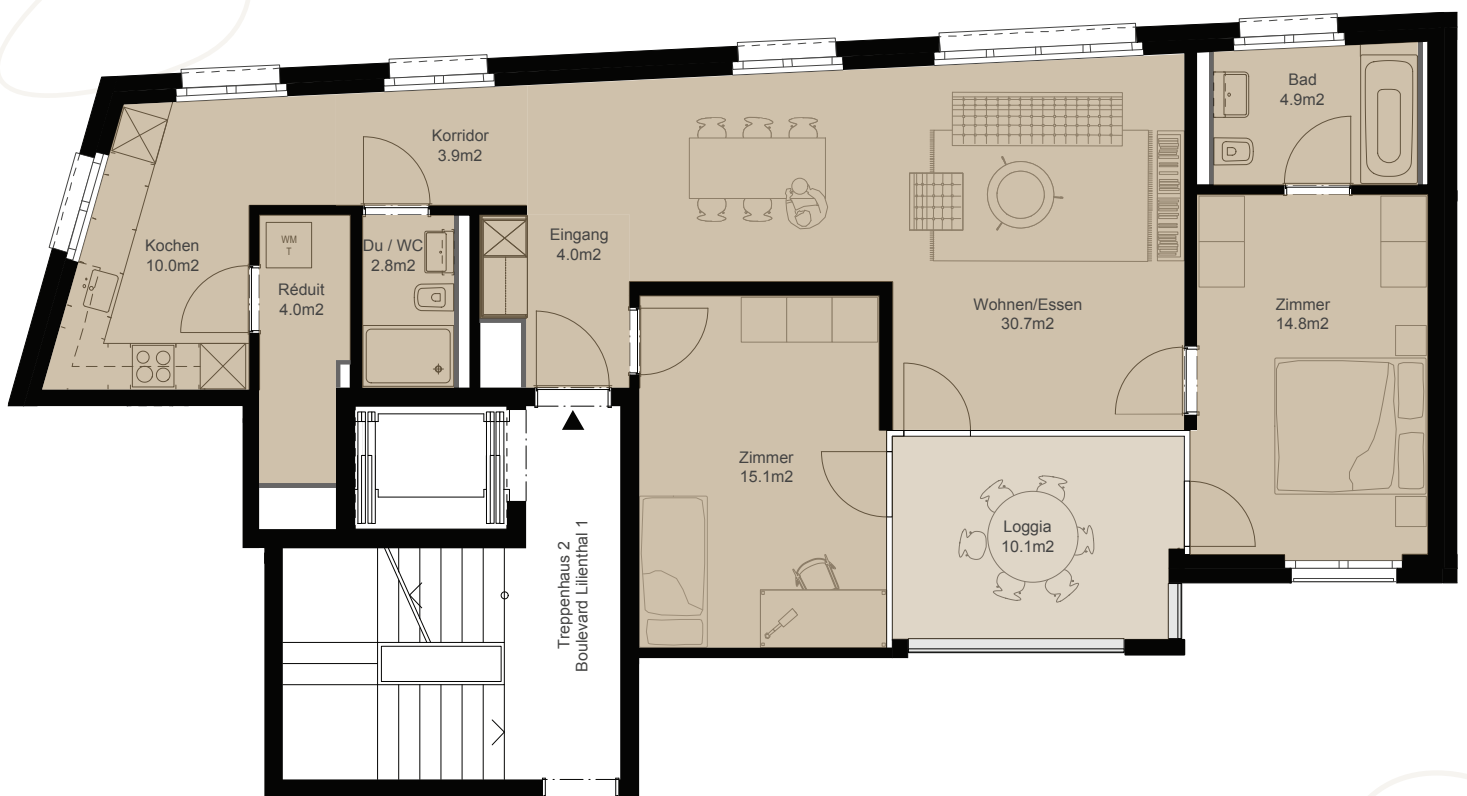 Bad
4.9m2
Korridor
3.9m2
Kochen
10.0m2
WM
T
Réduit
4.0m2
Du / WC
2.8m2
Eingang
4.0m2
Wohnen/Essen
30.7m2
Zimmer
14.8m2
Zimmer
15.1m2
Loggia
10.1m2
Treppenhaus 2
Boulevard Lilienthal 1